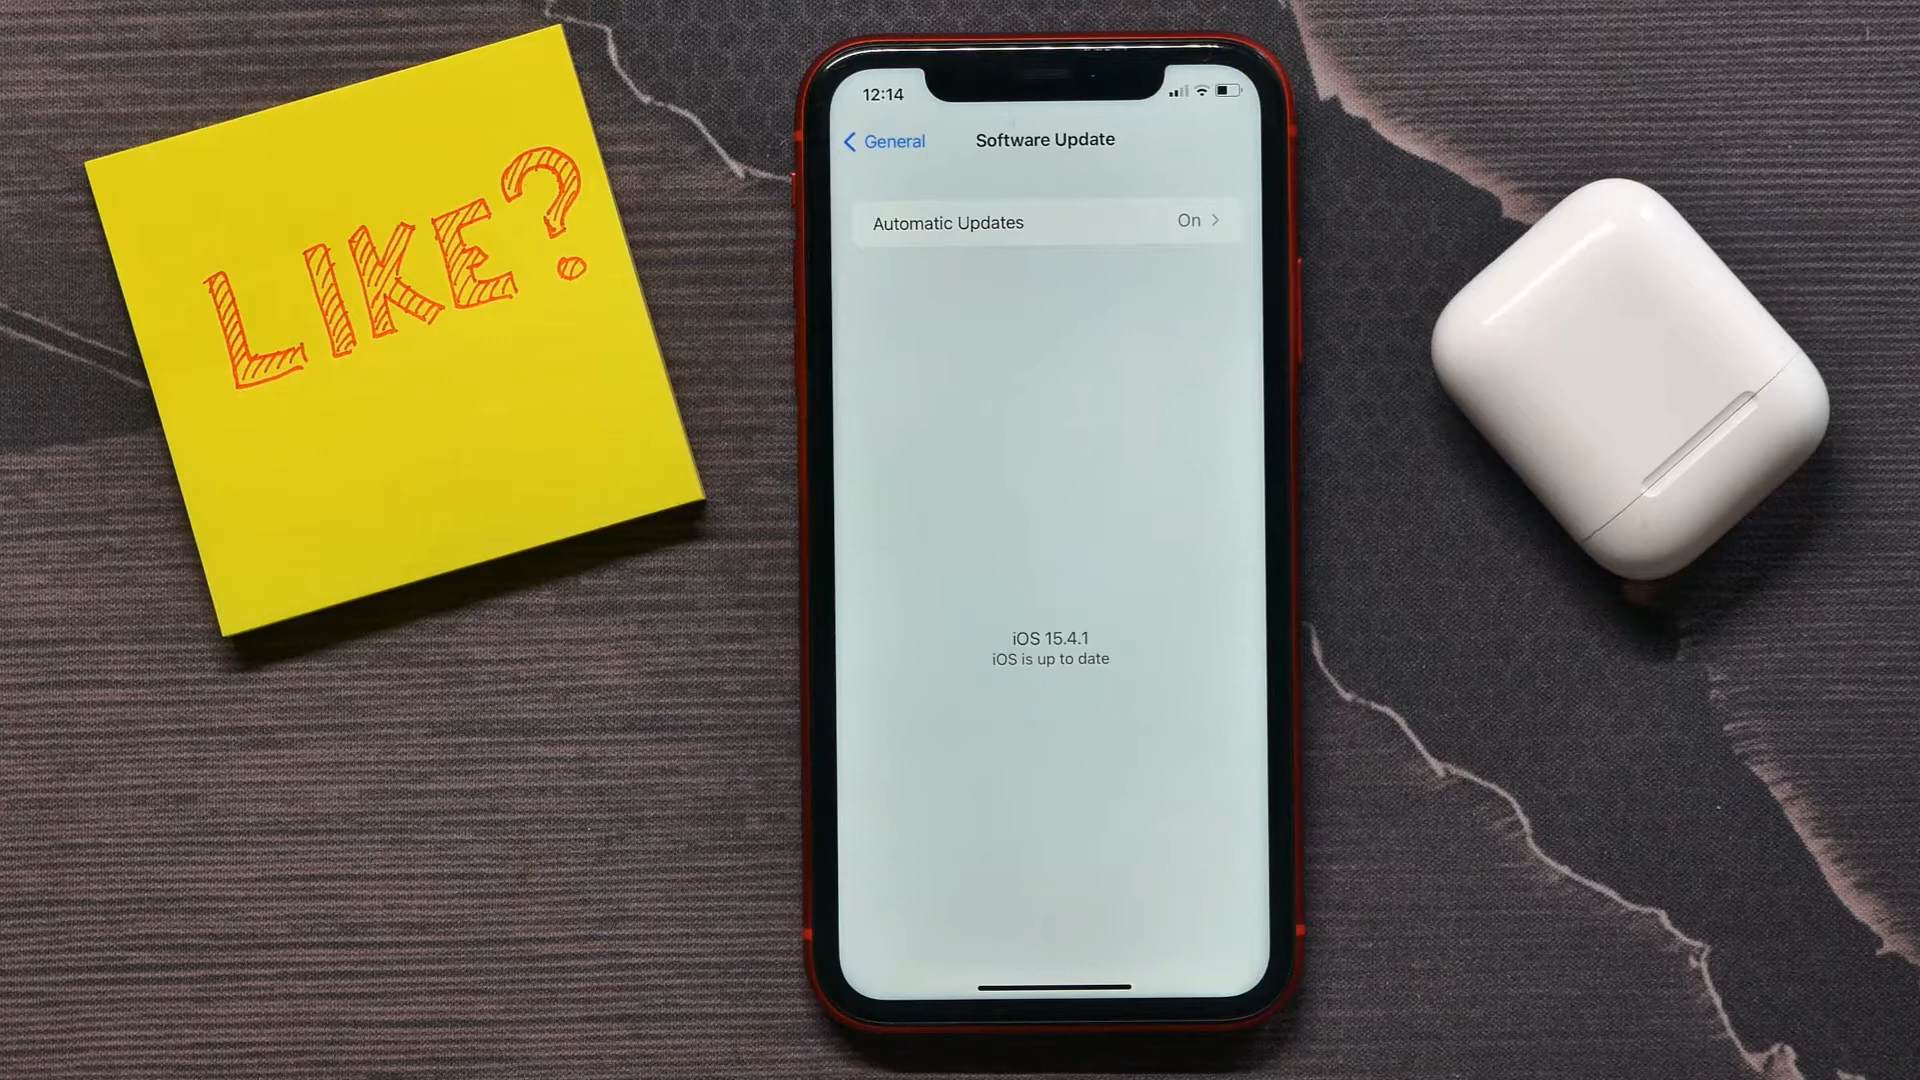 LIKE?
12:14
General
Software Update
Automatic Updates
On
iOS 15.4.1
iOS is up to date